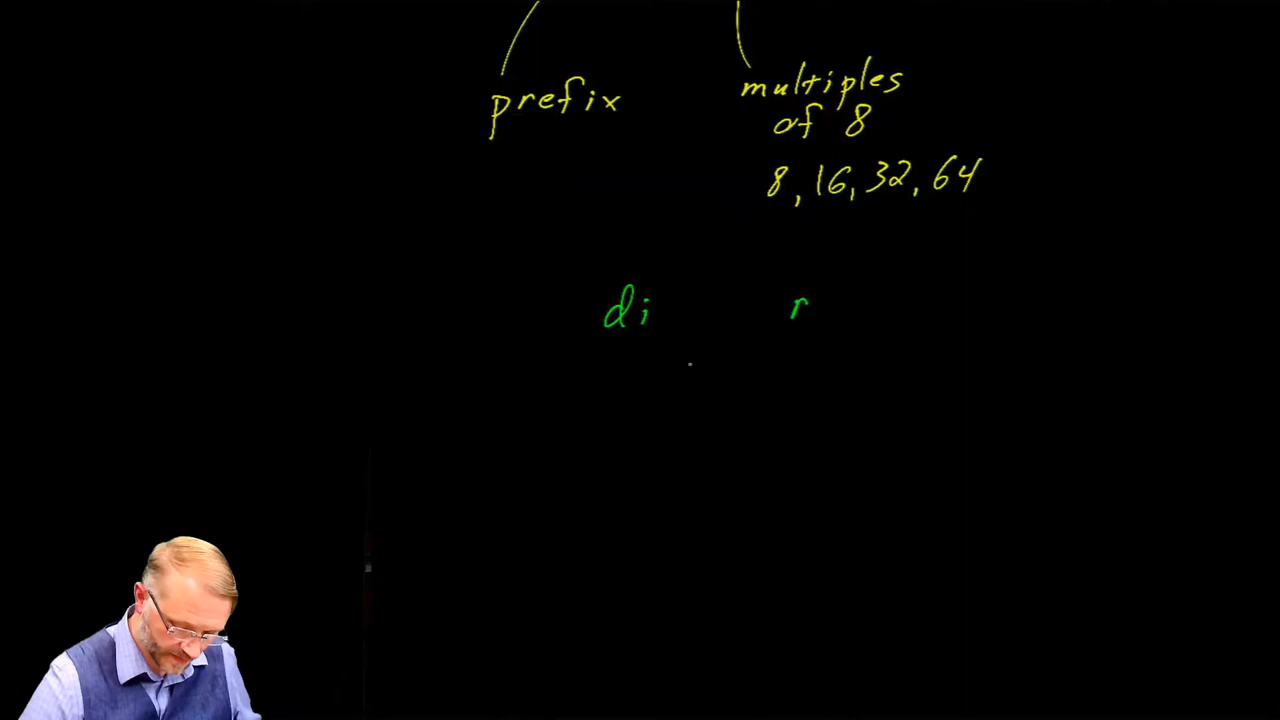 prefix
multiples
of 8
8, 16, 32, 64
di r